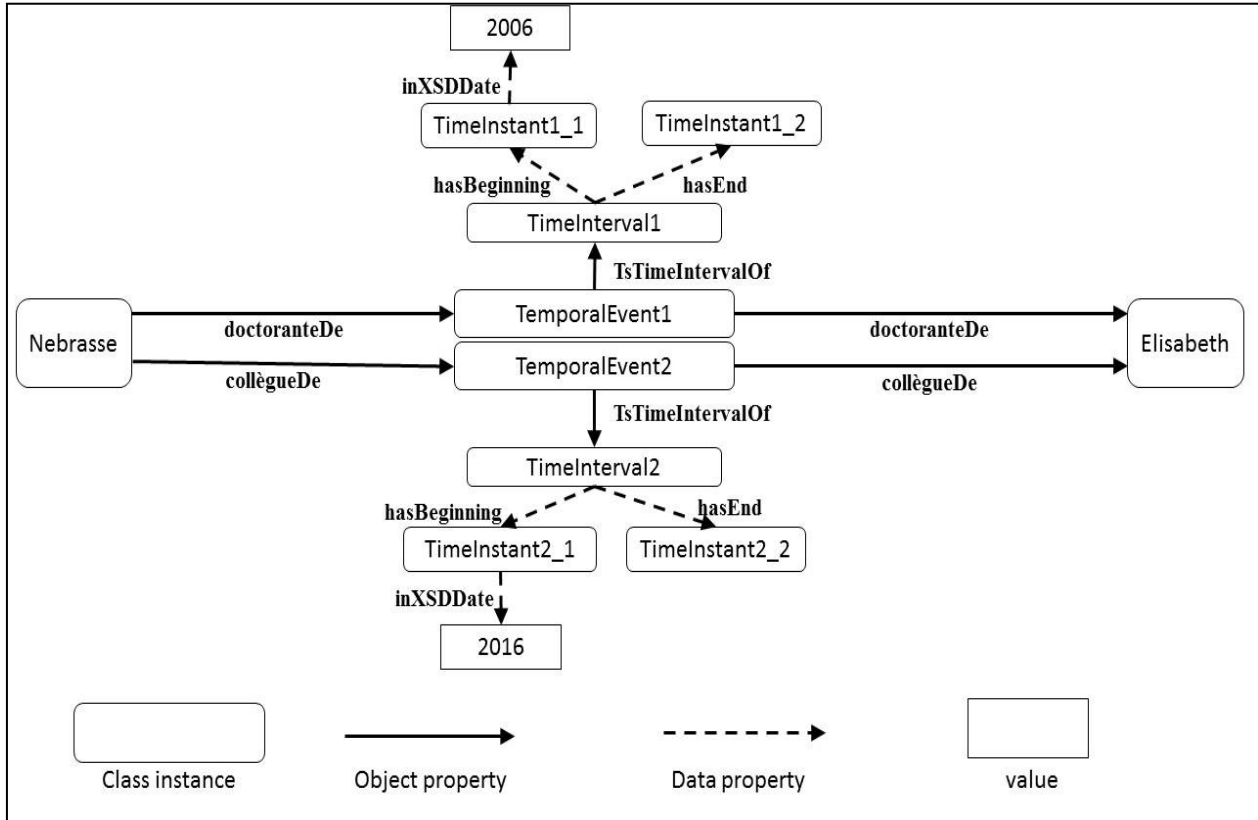 2006
inXSDDate
TimeInstant1_1
TimeInstant1_2
hasBeginning
hasEnd
TimeInterval1
TsTimeIntervalOf
Nebrasse
doctoranteDe
TemporalEvent1
doctoranteDe
Elisabeth
collègueDe
TemporalEvent2
collègueDe
TsTimeIntervalOf
TimeInterval2
hasBeginning
hasEnd
TimeInstant2_1
TimeInstant2_2
inXSDDate
2016
Class instance
Object property
Data property
value